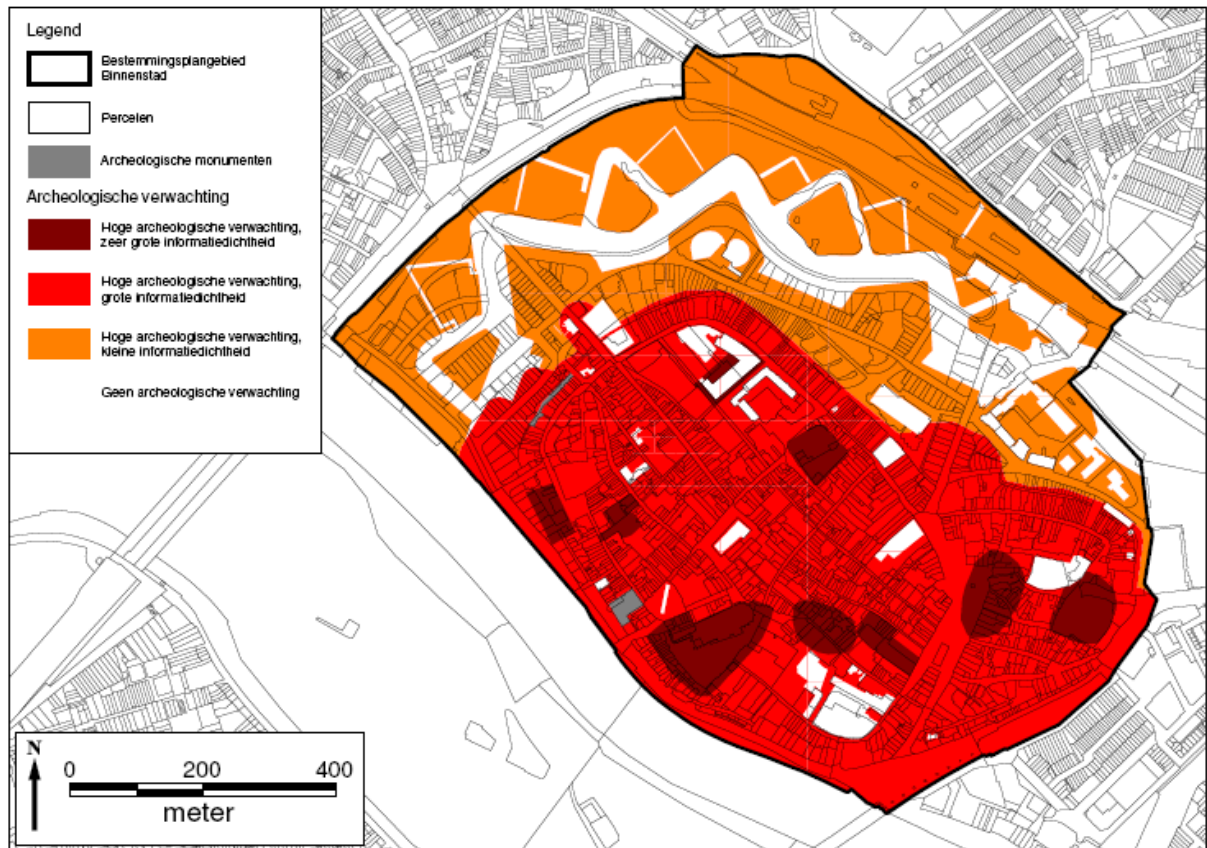 Legend
Bestemmingsplangebied
Binnenstad
Percelen
Archeologische monumenten
Archeologische verwachting
Hoge archeologische verwachting,
zeer grote informatiedichtheid
Hoge archeologische verwachting,
grote informatiedichtheid
Hoge archeologische verwachting,
kleine informatiedichtheid
Geen archeologische verwachting
N
0 200 400
meter